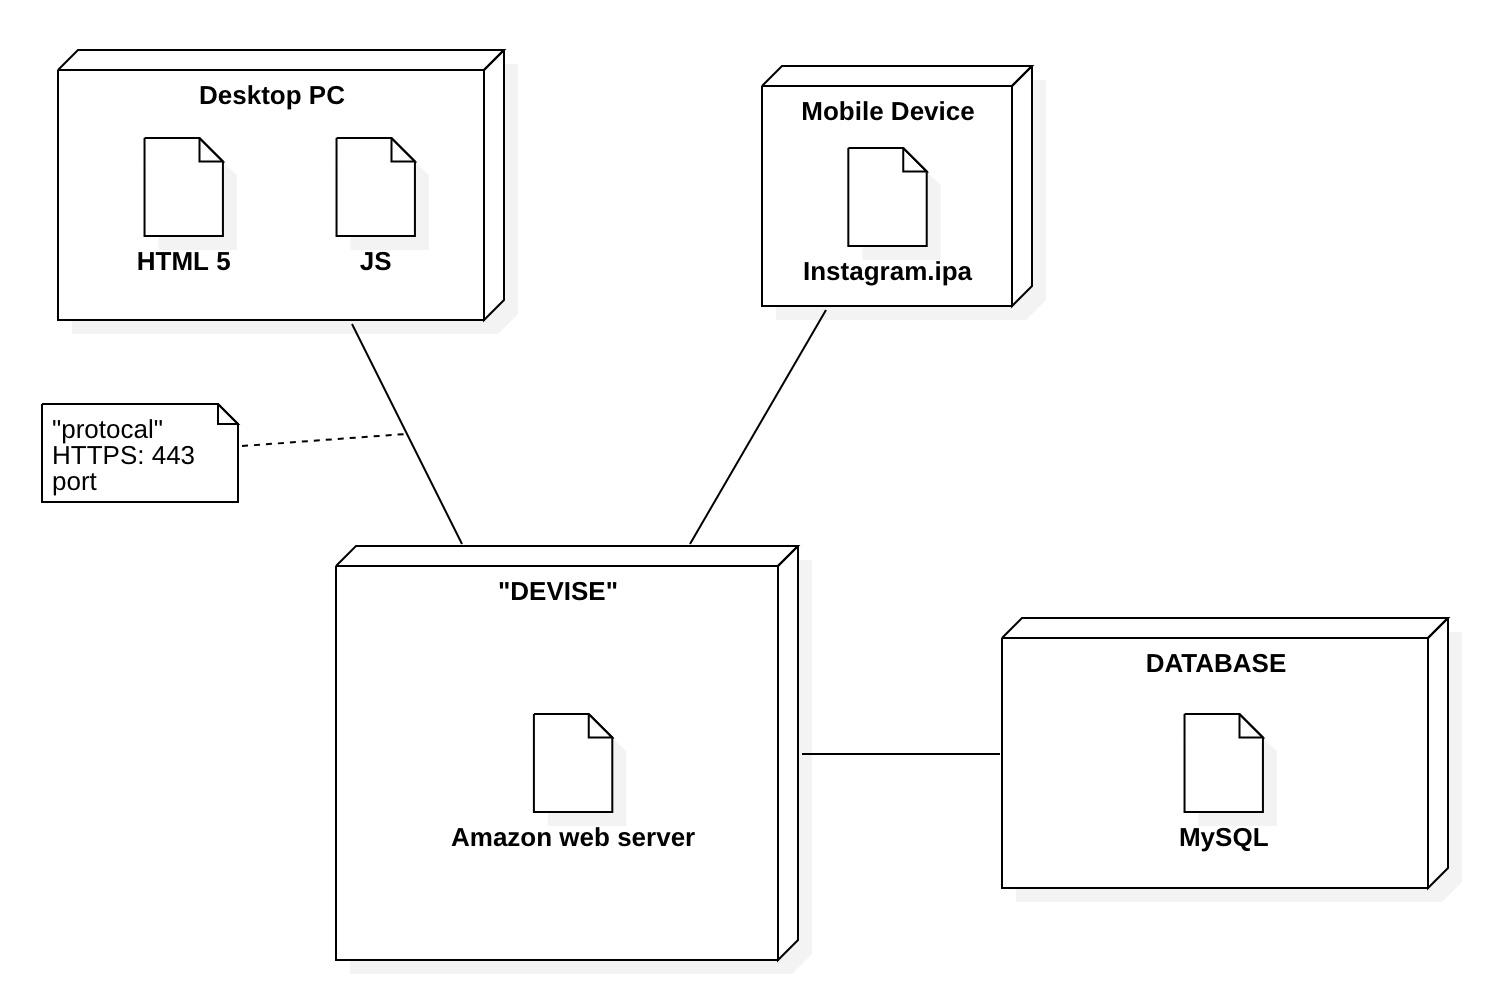 Desktop PC
HTML 5
JS
Mobile Device
Instagram.ipa
"protocal"
HTTPS: 443
port
"DEVISE"
Amazon web server
DATABASE
MySQL